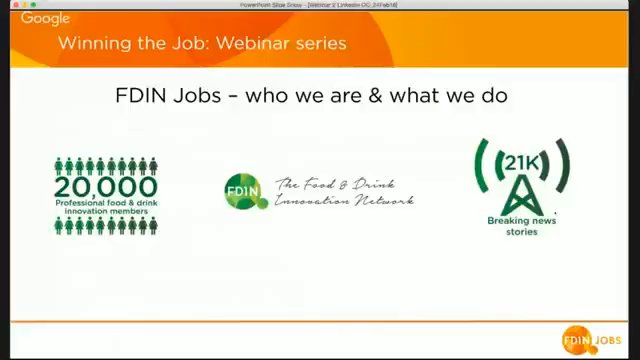 PowerPoint Slide Show - [Webinar 2 Linkedin OC_24Feb16]
Google
Winning the Job: Webinar series
FDIN Jobs – who we are & what we do
20,000
Professional food & drink
innovation members
FDIN
The Food & Drink
Innovation Network
21K
Breaking news
stories
FDIN JOBS